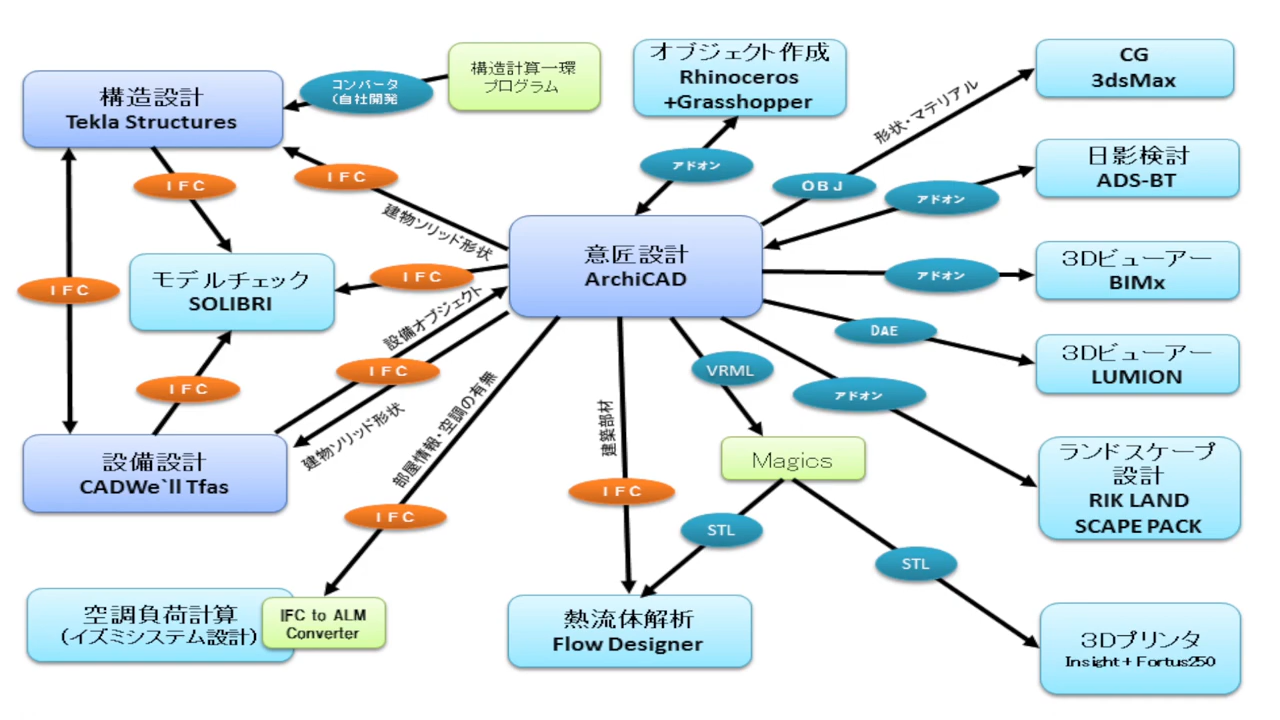 構造設計
Tekla Structures
コンバータ
(自社開発
構造計算一環
プログラム
オブジェクト作成
Rhinoceros
+Grasshopper
CG
3dsMax
形状・マテリアル
アドオン
ＯＢＪ
日影検討
ADS-BT
アドオン
ＩＦＣ
ＩＦＣ
建物ソリッド形状
意匠設計
ArchiCAD
モデルチェック
SOLIBRI
ＩＦＣ
ＩＦＣ
アドオン
３Dビューアー
BIMx
設備オブジェクト
DAE
３Dビューアー
LUMION
ＩＦＣ
ＩＦＣ
VRML
アドオン
建物ソリッド形状
部屋情報・空調の有無
建築部材
設備設計
CADWe`ll Tfas
Magics
ランドスケープ
設計
RIK LAND
SCAPE PACK
ＩＦＣ
ＩＦＣ
STL
STL
空調負荷計算
(イズミシステム設計)
IFC to ALM
Converter
熱流体解析
Flow Designer
３Dプリンタ
Insight＋Fortus250